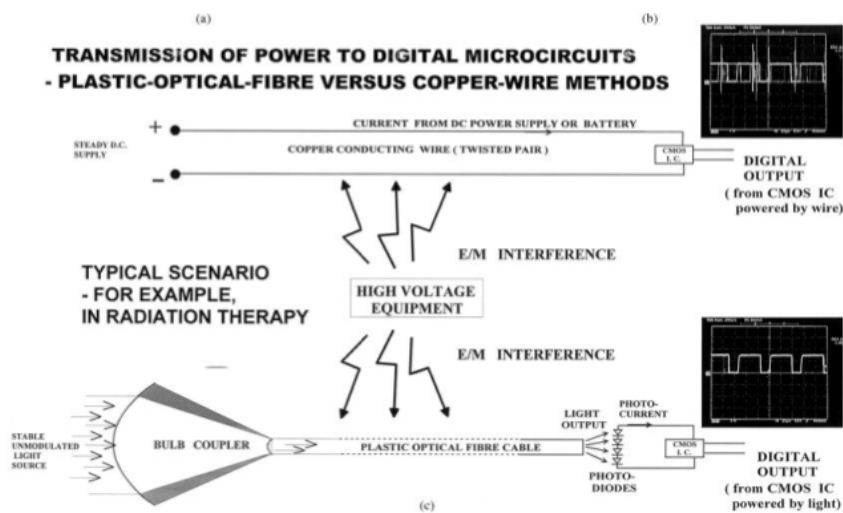 (a)
(b)
TRANSMISSION OF POWER TO DIGITAL MICROCIRCUITS
- PLASTIC-OPTICAL-FIBRE VERSUS COPPER-WIRE METHODS
+
CURRENT FROM DC POWER SUPPLY OR BATTERY
STEADY D.C.
SUPPLY
COPPER CONDUCTING WIRE ( TWISTED PAIR )
CMOS
I. C.
−
DIGITAL
OUTPUT
( from CMOS IC
powered by wire)
E/M INTERFERENCE
TYPICAL SCENARIO
- FOR EXAMPLE,
IN RADIATION THERAPY
HIGH VOLTAGE
EQUIPMENT
E/M INTERFERENCE
LIGHT
OUTPUT
PHOTO-
CURRENT
STABLE
UNMODULATED
LIGHT
SOURCE
BULB COUPLER
PLASTIC OPTICAL FIBRE CABLE
CMOS
I. C.
PHOTO-
DIODES
DIGITAL
OUTPUT
( from CMOS IC
powered by light)
(c)